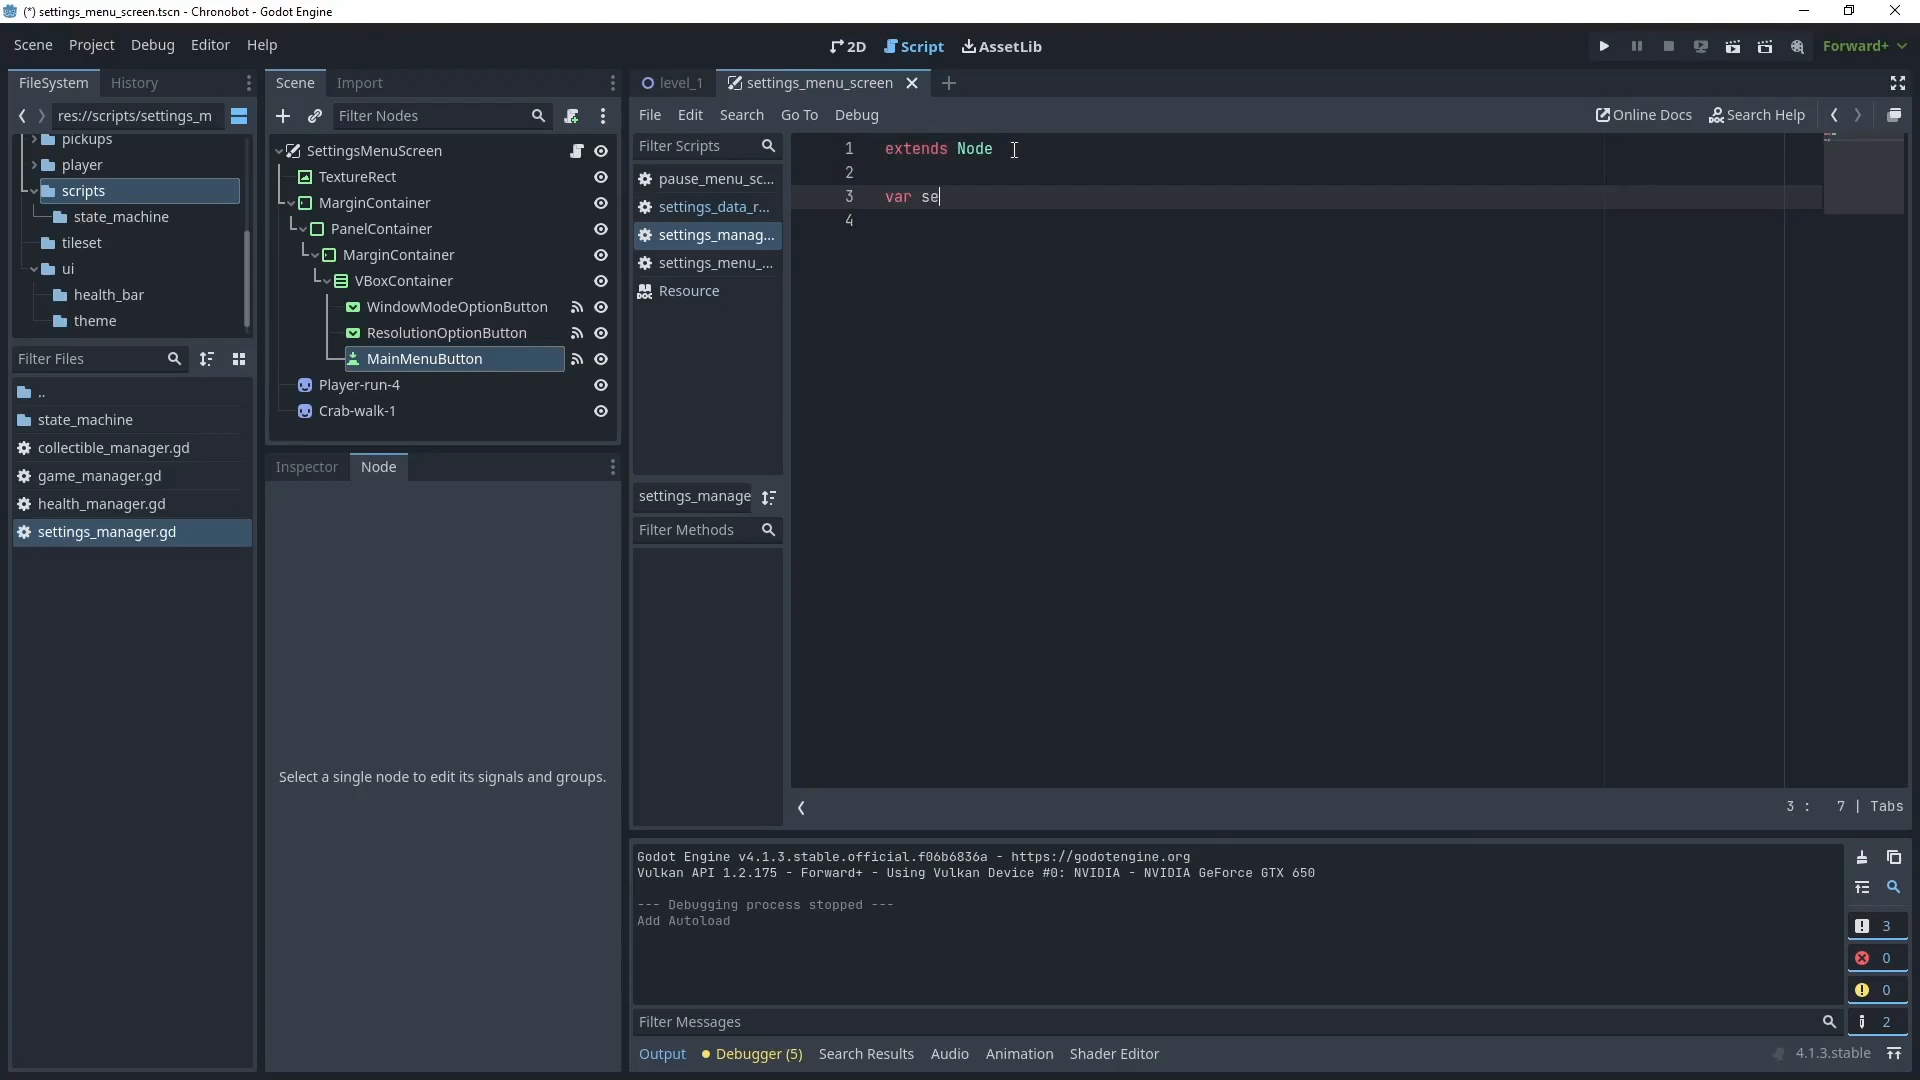 (*) settings_menu_screen.tscn - Chronobot - Godot Engine
Scene Project Debug Editor Help
2D Script AssetLib
Forward+
FileSystem History
res://scripts/settings_m
pickups
player
scripts
state_machine
tileset
ui
health_bar
theme
Filter Files
..
state_machine
collectible_manager.gd
game_manager.gd
health_manager.gd
settings_manager.gd
Scene Import
Filter Nodes
SettingsMenuScreen
TextureRect
MarginContainer
PanelContainer
MarginContainer
VBoxContainer
WindowModeOptionButton
ResolutionOptionButton
MainMenuButton
Player-run-4
Crab-walk-1
Inspector Node
Select a single node to edit its signals and groups.
level_1 settings_menu_screen
File Edit Search Go To Debug
Online Docs Search Help
Filter Scripts
pause_menu_sc...
settings_data_r...
settings_manag...
settings_menu_...
Resource
settings_manage
Filter Methods
1 extends Node
2
3 var se
4
3 : 7 | Tabs
Godot Engine v4.1.3.stable.official.f06b6836a - https://godotengine.org
Vulkan API 1.2.175 - Forward+ - Using Vulkan Device #0: NVIDIA - NVIDIA GeForce GTX 650
--- Debugging process stopped ---
Add Autoload
3
0
0
2
Filter Messages
Output Debugger (5) Search Results Audio Animation Shader Editor
4.1.3.stable